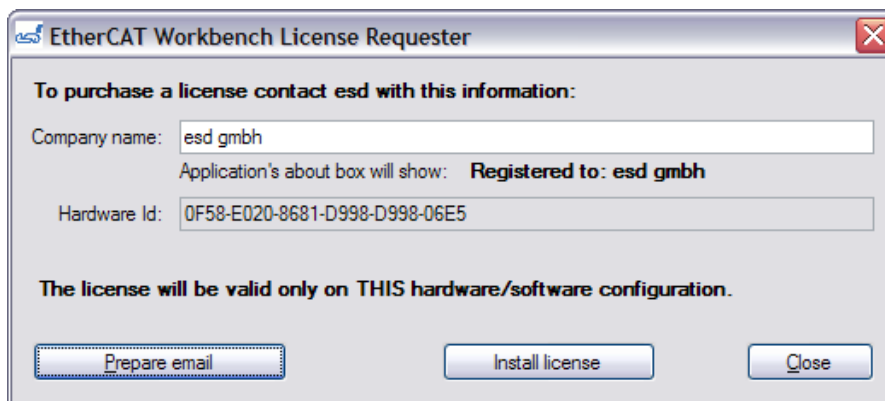 EtherCAT Workbench License Requester
To purchase a license contact esd with this information:
Company name: esd gmbh
Application's about box will show: Registered to: esd gmbh
Hardware Id: 0F58-E020-8681-D998-D998-06E5
The license will be valid only on THIS hardware/software configuration.
Prepare email Install license Close